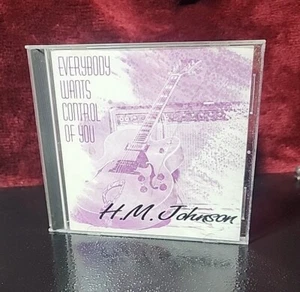 EVERYBODY
WANTS
CONTROL
OF YOU
H.M. Johnson